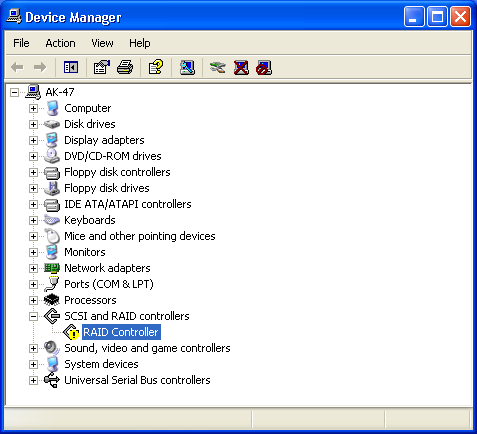 Device Manager
File Action View Help
AK-47
Computer
Disk drives
Display adapters
DVD/CD-ROM drives
Floppy disk controllers
Floppy disk drives
IDE ATA/ATAPI controllers
Keyboards
Mice and other pointing devices
Monitors
Network adapters
Ports (COM & LPT)
Processors
SCSI and RAID controllers
RAID Controller
Sound, video and game controllers
System devices
Universal Serial Bus controllers